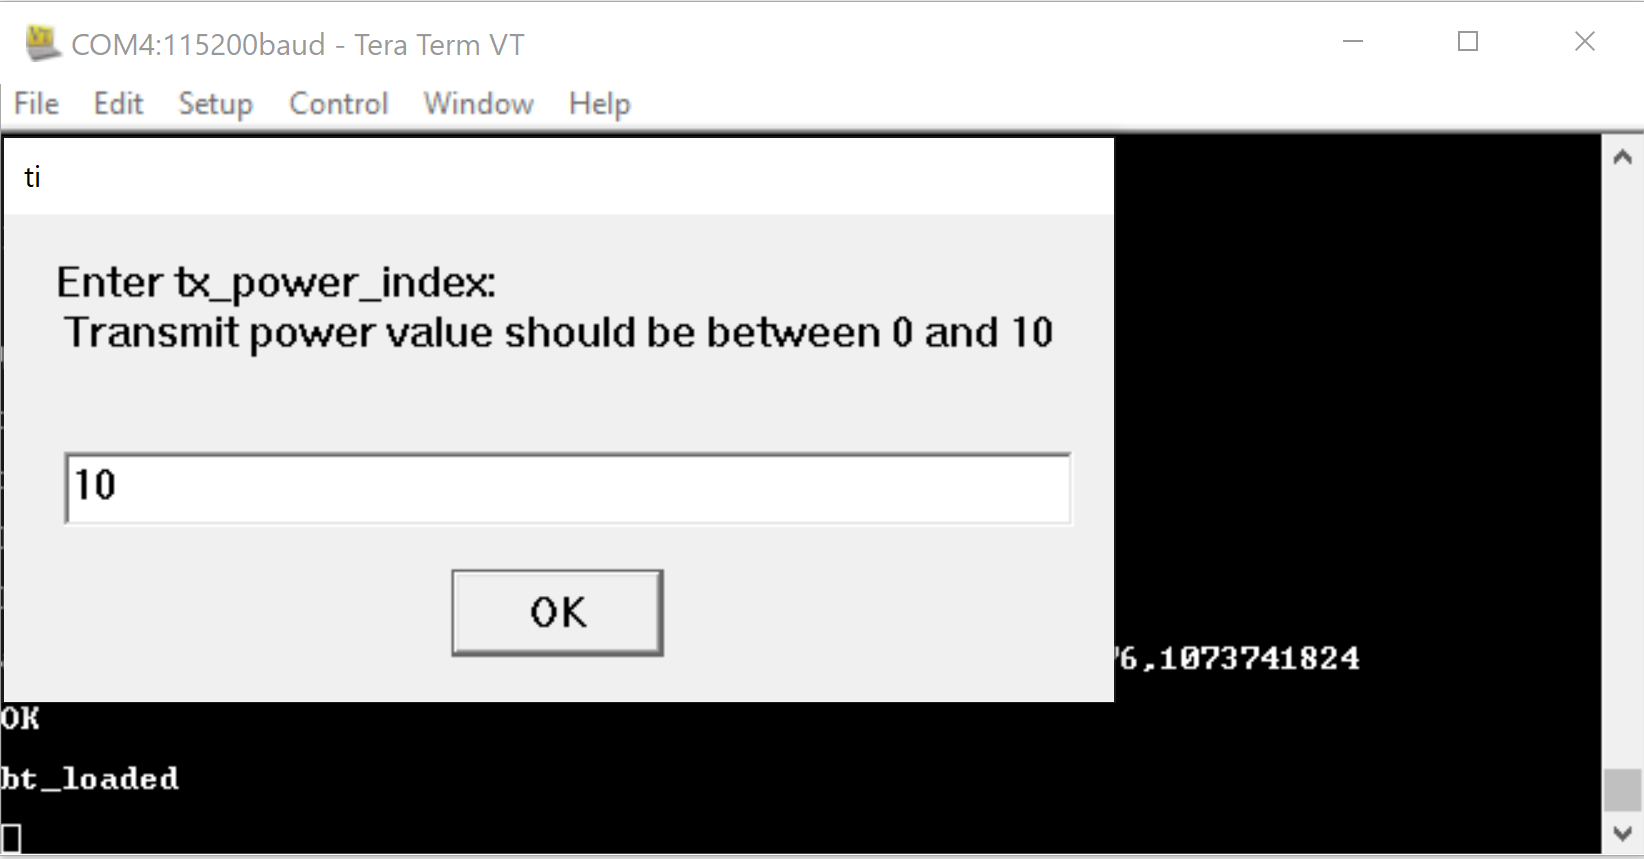 COM4:115200baud - Tera Term VT
File Edit Setup Control Window Help
ti
Enter tx_power_index:
Transmit power value should be between 0 and 10
10
OK
6,1073741824
OK
bt_loaded